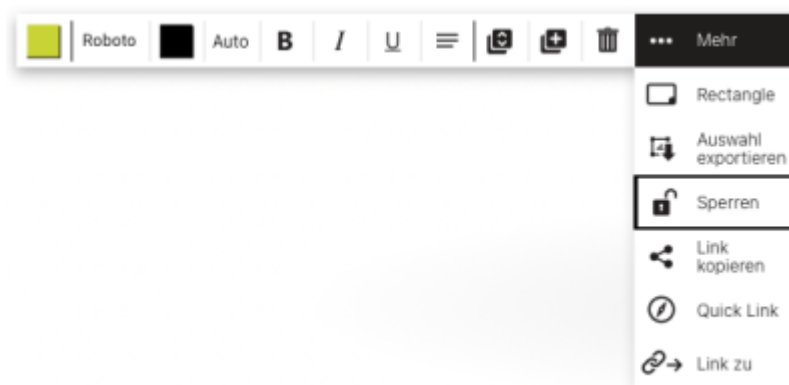 Roboto Auto B I U Mehr
Rectangle
Auswahl
exportieren
Sperren
Link
kopieren
Quick Link
Link zu